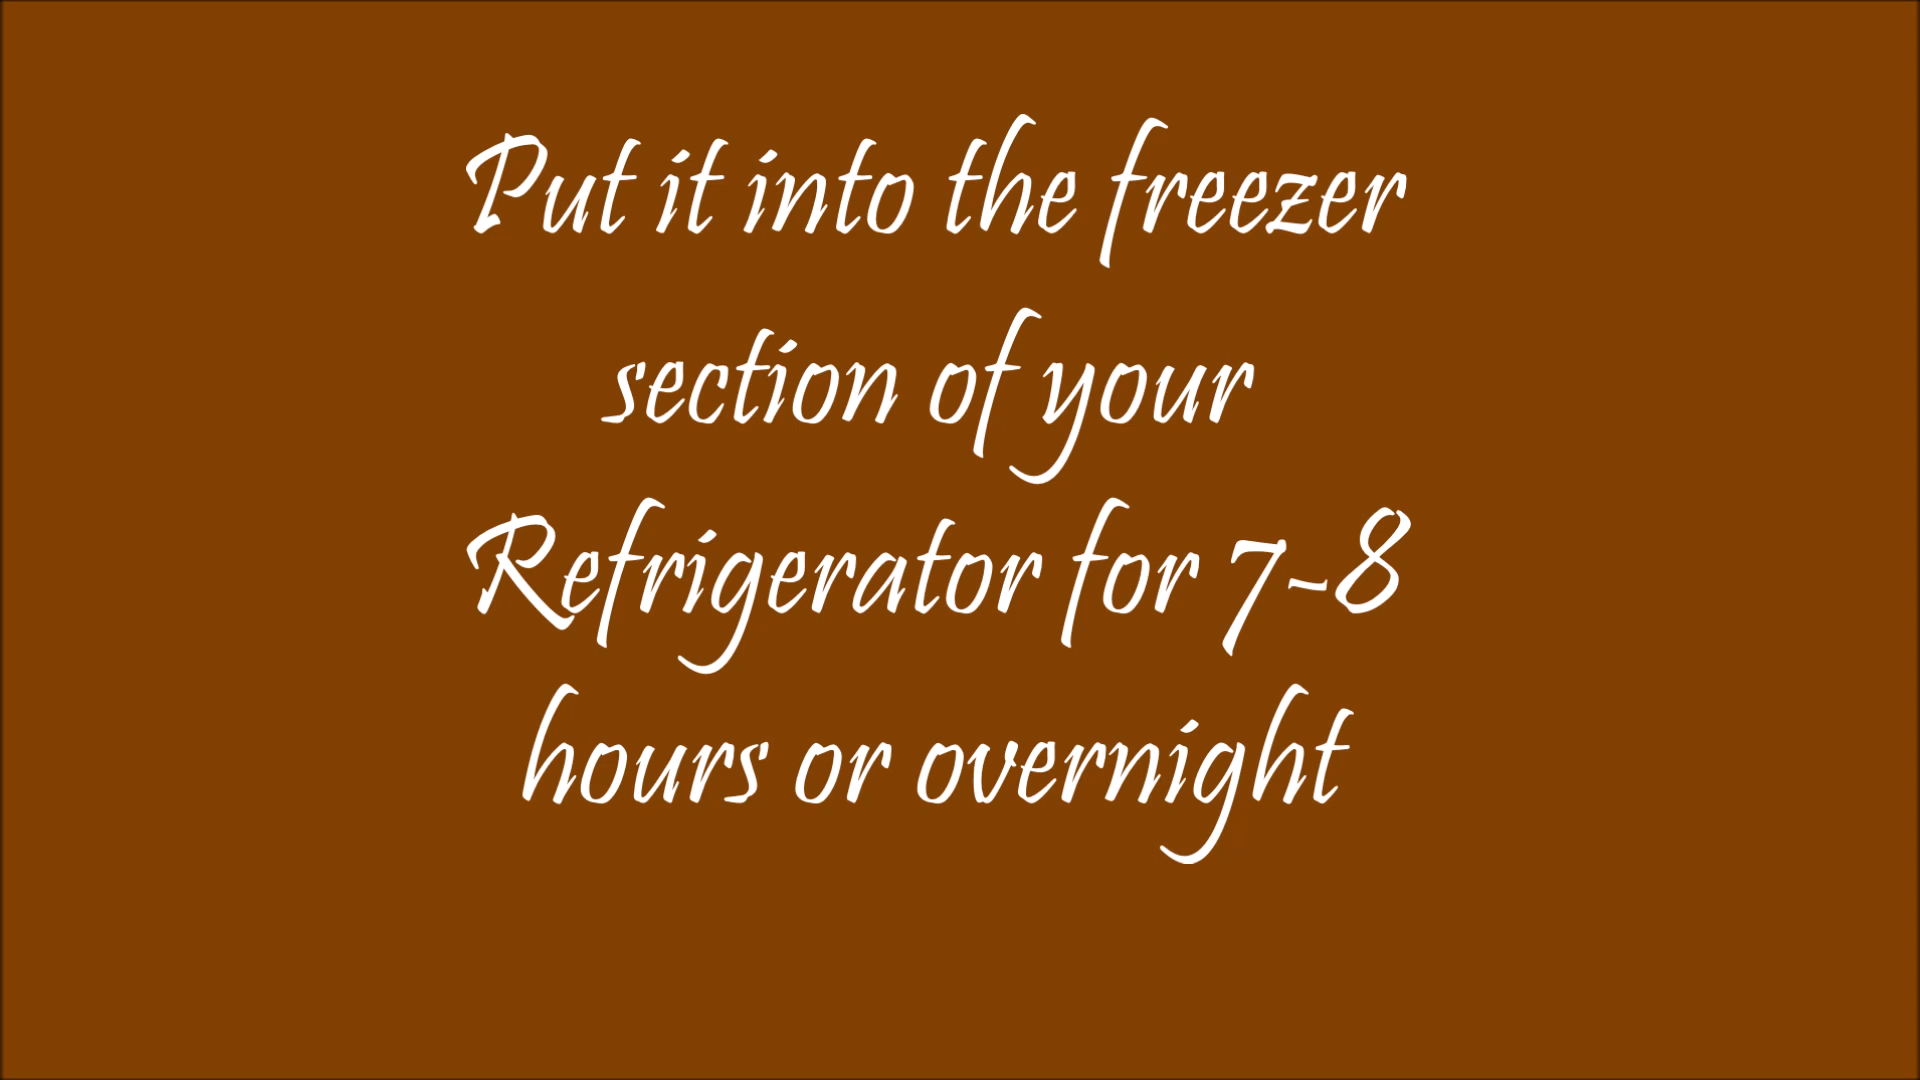 Put it into the freezer
section of your
Refrigerator for 7-8
hours or overnight